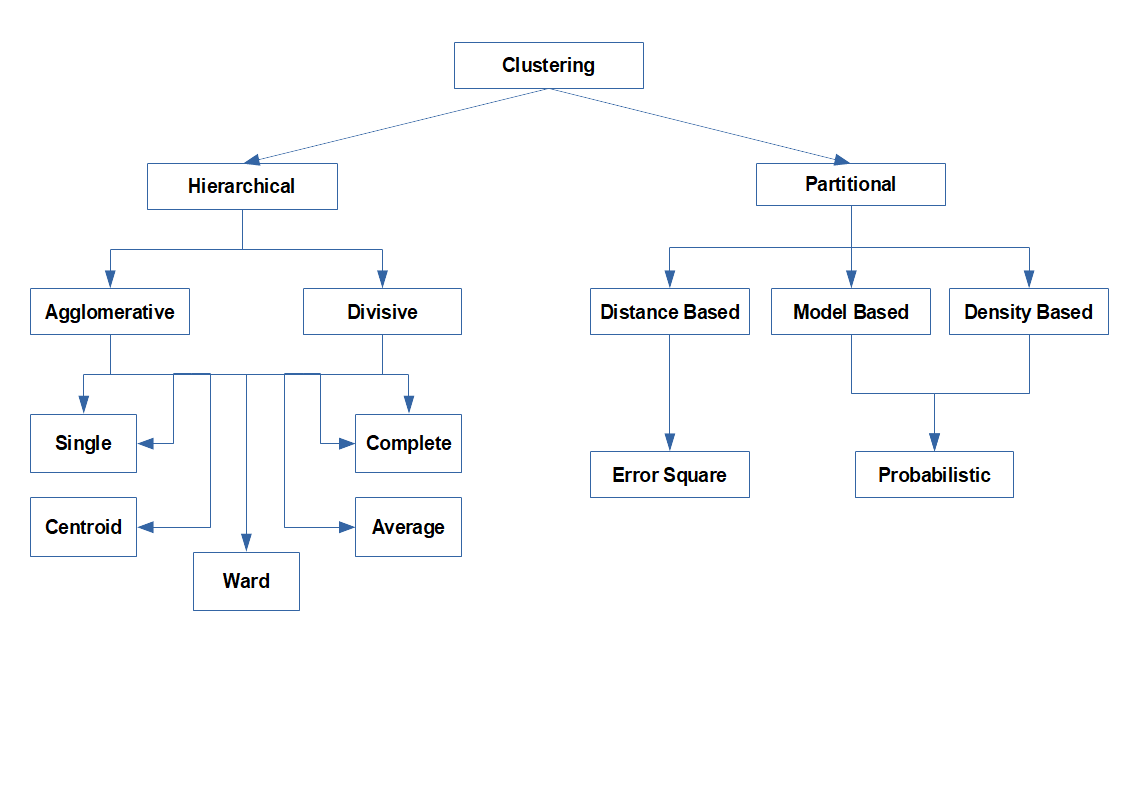 Clustering
Hierarchical
Partitional
Agglomerative
Divisive
Distance Based
Model Based
Density Based
Single
Complete
Error Square
Probabilistic
Centroid
Average
Ward